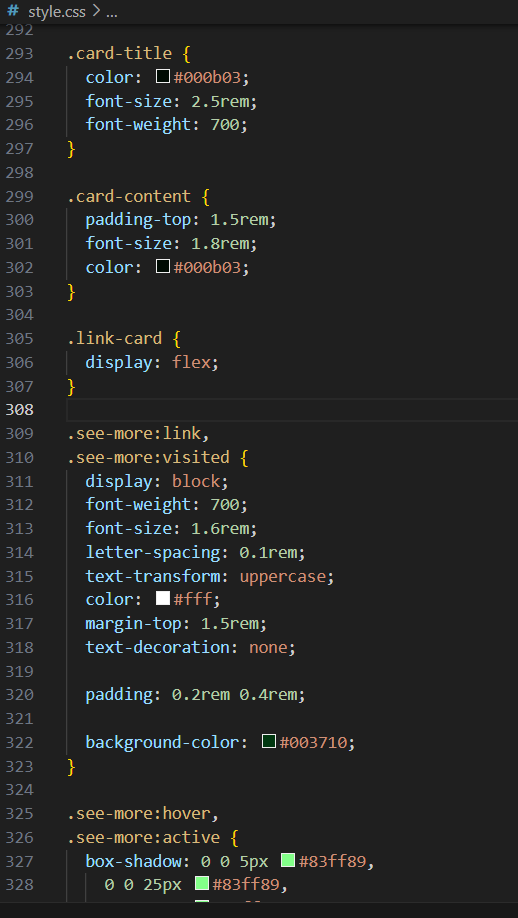 # style.css > ...
292
293 .card-title {
294 color: #000b03;
295 font-size: 2.5rem;
296 font-weight: 700;
297 }
298
299 .card-content {
300 padding-top: 1.5rem;
301 font-size: 1.8rem;
302 color: #000b03;
303 }
304
305 .link-card {
306 display: flex;
307 }
308
309 .see-more:link,
310 .see-more:visited {
311 display: block;
312 font-weight: 700;
313 font-size: 1.6rem;
314 letter-spacing: 0.1rem;
315 text-transform: uppercase;
316 color: #fff;
317 margin-top: 1.5rem;
318 text-decoration: none;
319
320 padding: 0.2rem 0.4rem;
321
322 background-color: #003710;
323 }
324
325 .see-more:hover,
326 .see-more:active {
327 box-shadow: 0 0 5px #83ff89,
328 0 0 25px #83ff89,